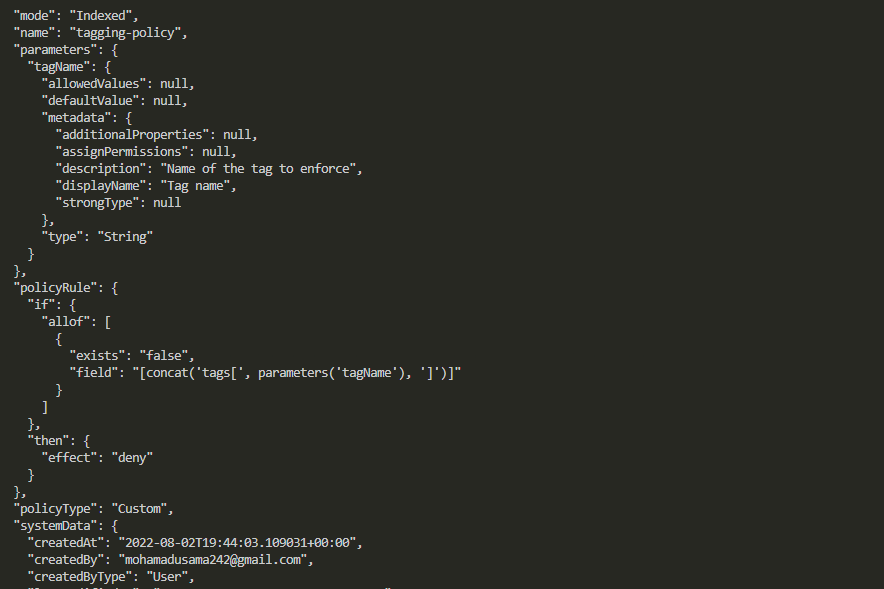 "mode": "Indexed",
"name": "tagging-policy",
"parameters": {
"tagName": {
"allowedValues": null,
"defaultValue": null,
"metadata": {
"additionalProperties": null,
"assignPermissions": null,
"description": "Name of the tag to enforce",
"displayName": "Tag name",
"strongType": null
},
"type": "String"
}
},
"policyRule": {
"if": {
"allof": [
{
"exists": "false",
"field": "[concat('tags[', parameters('tagName'), ']')]"
}
]
},
"then": {
"effect": "deny"
}
},
"policyType": "Custom",
"systemData": {
"createdAt": "2022-08-02T19:44:03.109031+00:00",
"createdBy": "mohamadusama242@gmail.com",
"createdByType": "User",